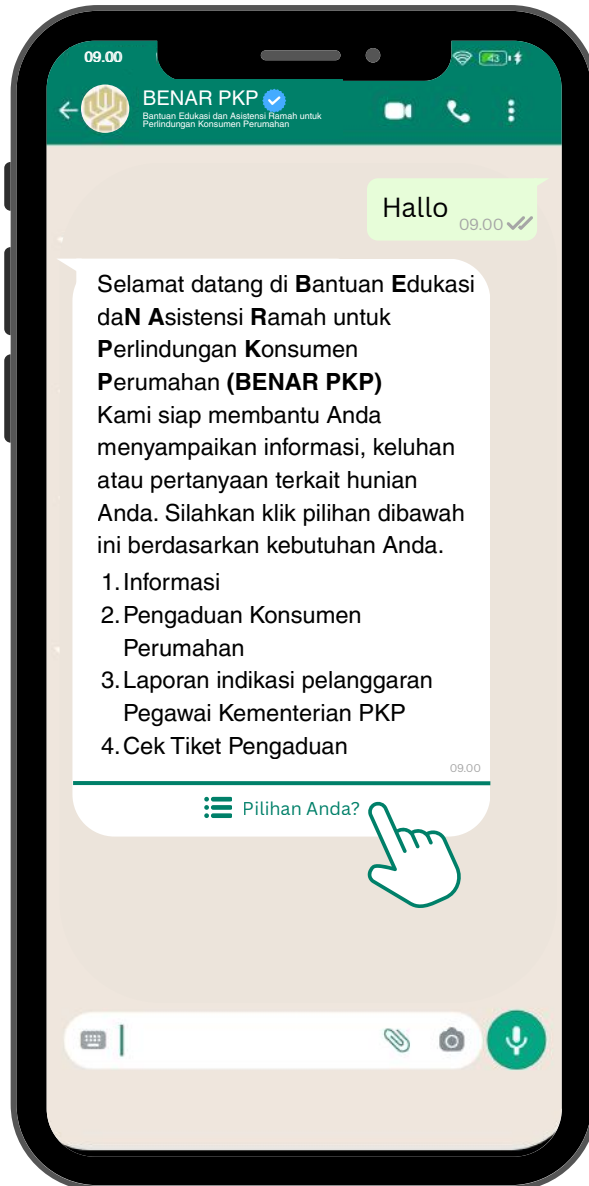 09.00
43
BENAR PKP
Bantuan Edukasi dan Asistensi Ramah untuk
Perlindungan Konsumen Perumahan
Hallo
09.00
Selamat datang di Bantuan Edukasi
daN Asistensi Ramah untuk
Perlindungan Konsumen
Perumahan (BENAR PKP)
Kami siap membantu Anda
menyampaikan informasi, keluhan
atau pertanyaan terkait hunian
Anda. Silahkan klik pilihan dibawah
ini berdasarkan kebutuhan Anda.
1. Informasi
2. Pengaduan Konsumen
Perumahan
3. Laporan indikasi pelanggaran
Pegawai Kementerian PKP
4. Cek Tiket Pengaduan
09.00
Pilihan Anda?